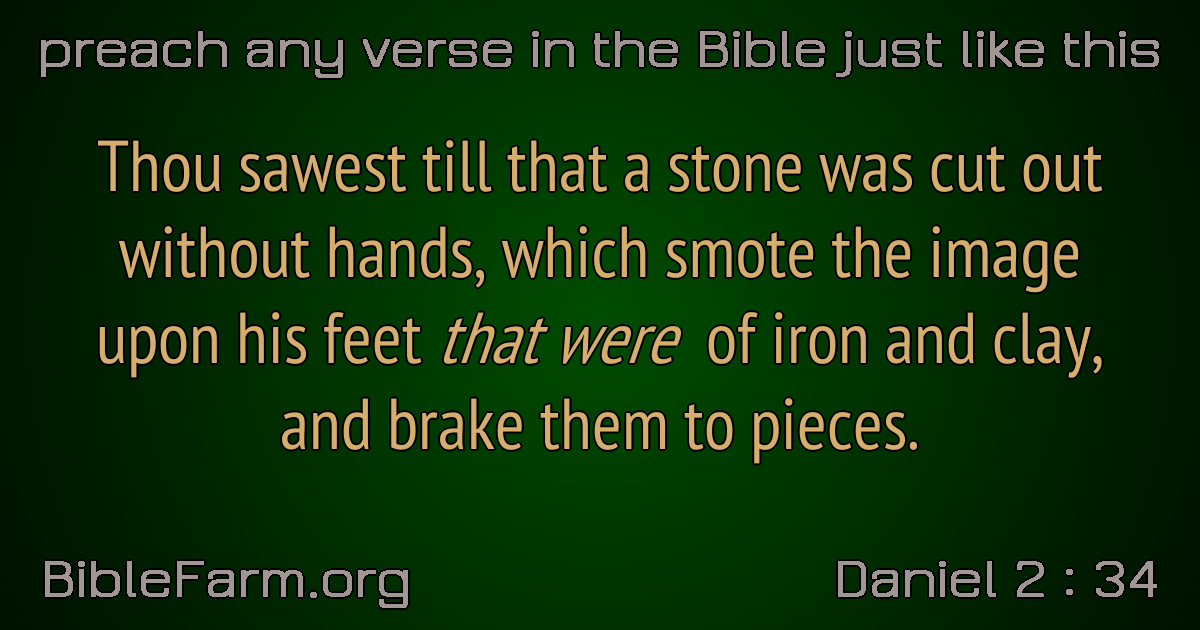 preach any verse in the Bible just like this
Thou sawest till that a stone was cut out
without hands, which smote the image
upon his feet that were of iron and clay,
and brake them to pieces.
BibleFarm.org
Daniel 2 : 34